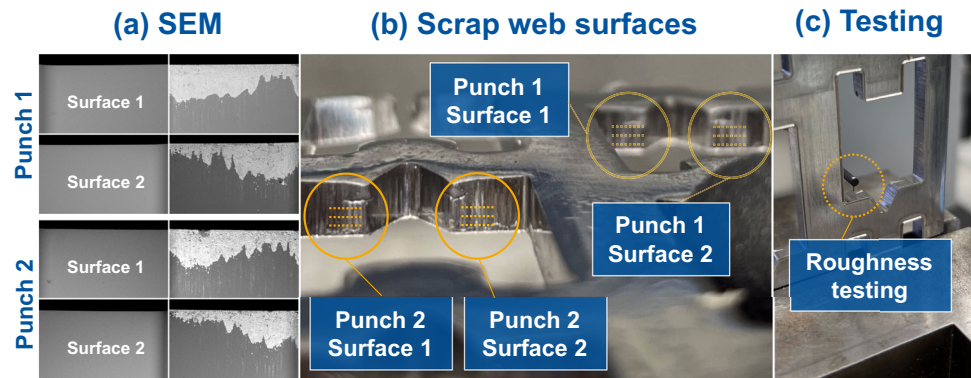 (a) SEM
(b) Scrap web surfaces
(c) Testing
Punch 1
Surface 1
Surface 2
Punch 2
Surface 1
Surface 2
Punch 1
Surface 1
Punch 1
Surface 2
Punch 2
Surface 1
Punch 2
Surface 2
Roughness
testing